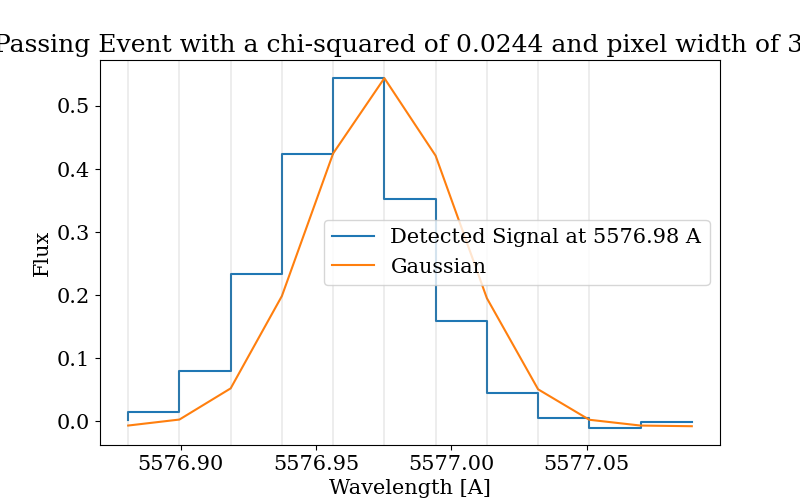 Passing Event with a chi-squared of 0.0244 and pixel width of 3
0.5
0.4
0.3
0.2
0.1
0.0
Flux
Detected Signal at 5576.98 A
Gaussian
5576.90 5576.95 5577.00 5577.05
Wavelength [A]